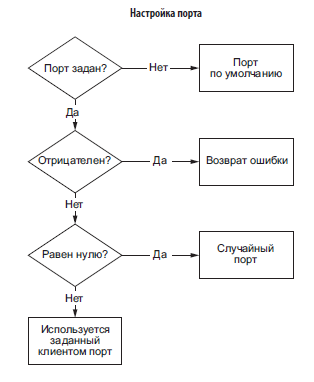 Настройка порта
Порт задан?
Нет
Порт
по умолчанию
Да
Отрицателен?
Да
Возврат ошибки
Нет
Равен нулю?
Да
Случайный
порт
Нет
Используется
заданный
клиентом порт